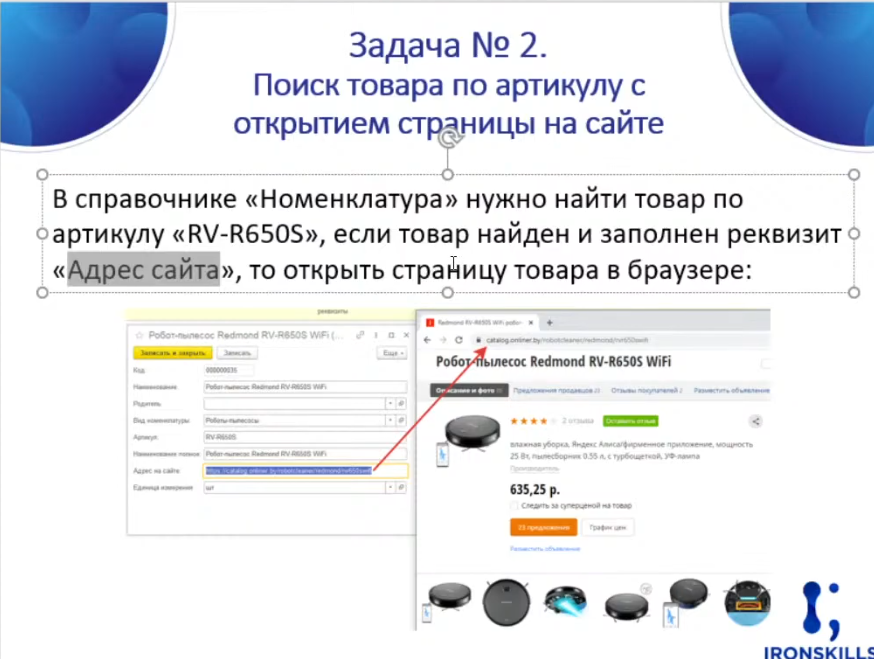 Задача № 2.
Поиск товара по артикулу с
открытием страницы на сайте
В справочнике «Номенклатура» нужно найти товар по
артикулу «RV-R650S», если товар найден и заполнен реквизит
«Адрес сайта», то открыть страницу товара в браузере:
реквизиты
Робот-пылесос Redmond RV-R650S WiFi (...
Записать и закрыть
Записать
Еще
Код:
Наименование:
Робот-пылесос Redmond RV-R650S WiFi
Родитель:
Вид номенклатуры:
Роботы-пылесосы
Артикул:
RV-R650S
Наименование полное:
Робот-пылесос Redmond RV-R650S WiFi
Адрес на сайте:
https://catalog.onliner.by/robotcleaner/redmond/rvr650swifi
Единица измерения:
шт
Redmond RV-R650S WiFi робот-
catalog.onliner.by/robotcleaner/redmond/rvr650swifi
Робот-пылесос Redmond RV-R650S WiFi
Описание и фото
Предложения продавцов 21
Отзывы покупателей 2
Разместить объявление
2 отзыва
Оставить отзыв
влажная уборка, Яндекс Алиса/фирменное приложение, мощность
25 Вт, пылесборник 0.55 л, с турбощеткой, УФ-лампа
Производитель
635,25 р.
Следить за суперценой на товар
21 предложение
График цен
Разместить объявление
IRONSKILLS